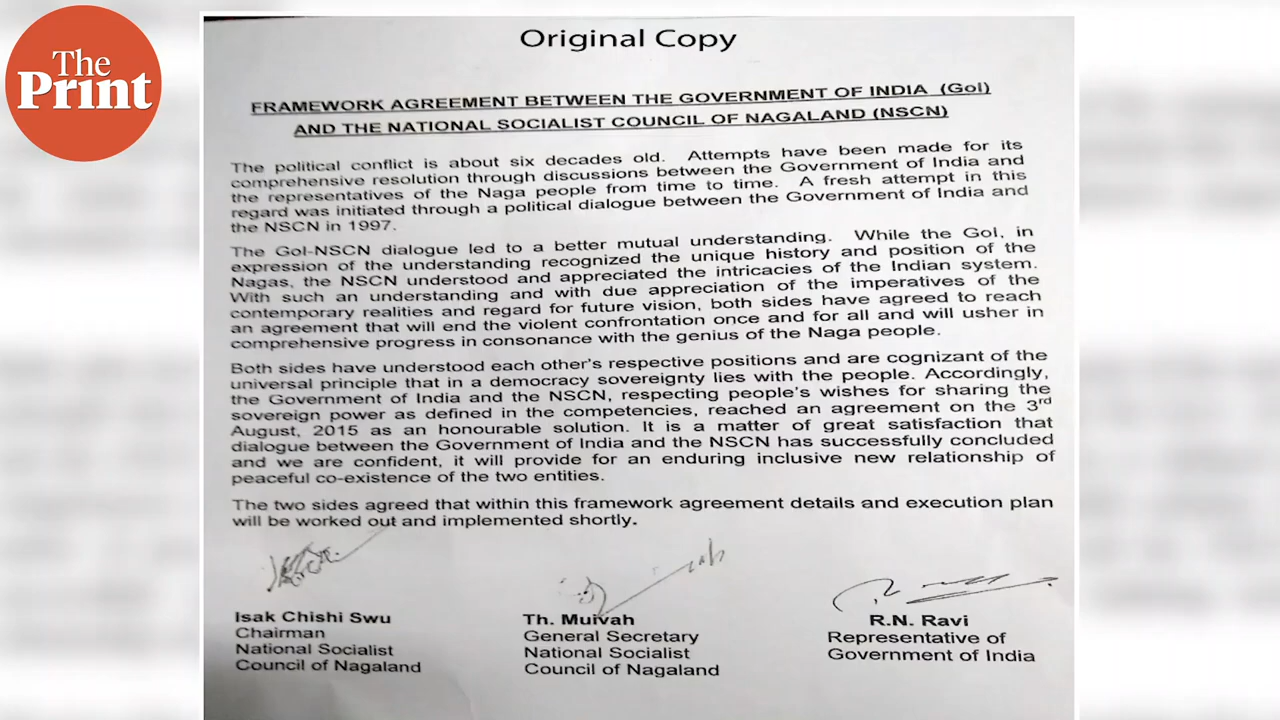 The
Print
Original Copy
FRAMEWORK AGREEMENT BETWEEN THE GOVERNMENT OF INDIA (GoI)
AND THE NATIONAL SOCIALIST COUNCIL OF NAGALAND (NSCN)
The political conflict is about six decades old. Attempts have been made for its
comprehensive resolution through discussions between the Government of India and
the representatives of the Naga people from time to time. A fresh attempt in this
regard was initiated through a political dialogue between the Government of India and
the NSCN in 1997.
The GoI-NSCN dialogue led to a better mutual understanding. While the GoI, in
expression of the understanding recognized the unique history and position of the
Nagas, the NSCN understood and appreciated the intricacies of the Indian system.
With such an understanding and with due appreciation of the imperatives of the
contemporary realities and regard for future vision, both sides have agreed to reach
an agreement that will end the violent confrontation once and for all and will usher in
comprehensive progress in consonance with the genius of the Naga people.
Both sides have understood each other's respective positions and are cognizant of the
universal principle that in a democracy sovereignty lies with the people. Accordingly,
the Government of India and the NSCN, respecting people's wishes for sharing the
sovereign power as defined in the competencies, reached an agreement on the 3rd
August, 2015 as an honourable solution. It is a matter of great satisfaction that
dialogue between the Government of India and the NSCN has successfully concluded
and we are confident, it will provide for an enduring inclusive new relationship of
peaceful co-existence of the two entities.
The two sides agreed that within this framework agreement details and execution plan
will be worked out and implemented shortly.
Isak Chishi Swu
Chairman
National Socialist
Council of Nagaland
Th. Muivah
General Secretary
National Socialist
Council of Nagaland
R.N. Ravi
Representative of
Government of India